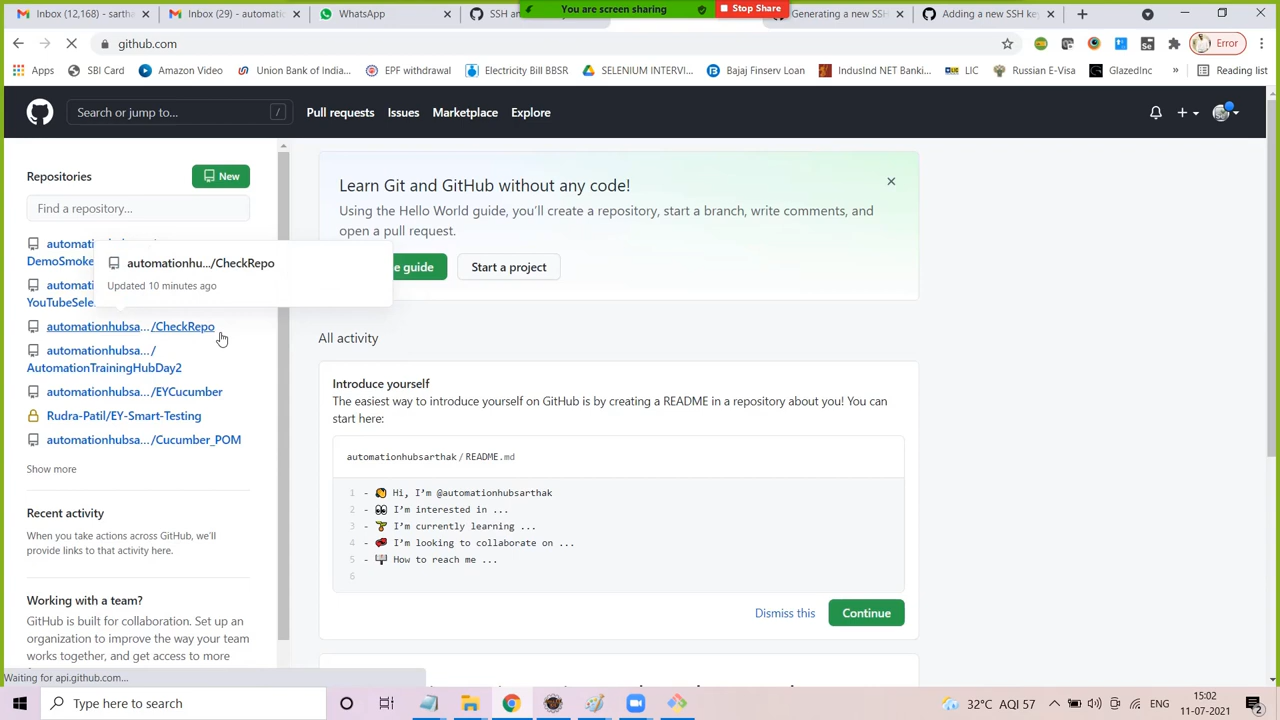 Inbox (12,168) - sartha
Inbox (29) - automatic
WhatsApp
SSH an
You are screen sharing
Stop Share
Generating a new SSH
Adding a new SSH key
github.com
Error
Apps
SBI Card
Amazon Video
Union Bank of India...
EPF withdrawal
Electricity Bill BBSR
SELENIUM INTERVI...
Bajaj Finserv Loan
IndusInd NET Banki...
LIC
Russian E-Visa
GlazedInc
»
Reading list
Search or jump to...
/
Pull requests
Issues
Marketplace
Explore
Repositories
New
Find a repository...
automati
DemoSmoke
automati
YouTubeSele
automationhu.../CheckRepo
Updated 10 minutes ago
automationhubsa.../CheckRepo
automationhubsa.../
AutomationTrainingHubDay2
automationhubsa.../EYCucumber
Rudra-Patil/EY-Smart-Testing
automationhubsa.../Cucumber_POM
Show more
Recent activity
When you take actions across GitHub, we'll
provide links to that activity here.
Working with a team?
GitHub is built for collaboration. Set up an
organization to improve the way your team
works together, and get access to more
Learn Git and GitHub without any code!
Using the Hello World guide, you'll create a repository, start a branch, write comments, and
open a pull request.
e guide
Start a project
All activity
Introduce yourself
The easiest way to introduce yourself on GitHub is by creating a README in a repository about you! You can
start here:
automationhubsarthak / README.md
1 - 👋 Hi, I'm @automationhubsarthak
2 - 👀 I'm interested in ...
3 - 🌱 I'm currently learning ...
4 - 💞️ I'm looking to collaborate on ...
5 - 📫 How to reach me ...
6
Dismiss this
Continue
Waiting for api.github.com...
Type here to search
32°C AQI 57
ENG
15:02
11-07-2021
2